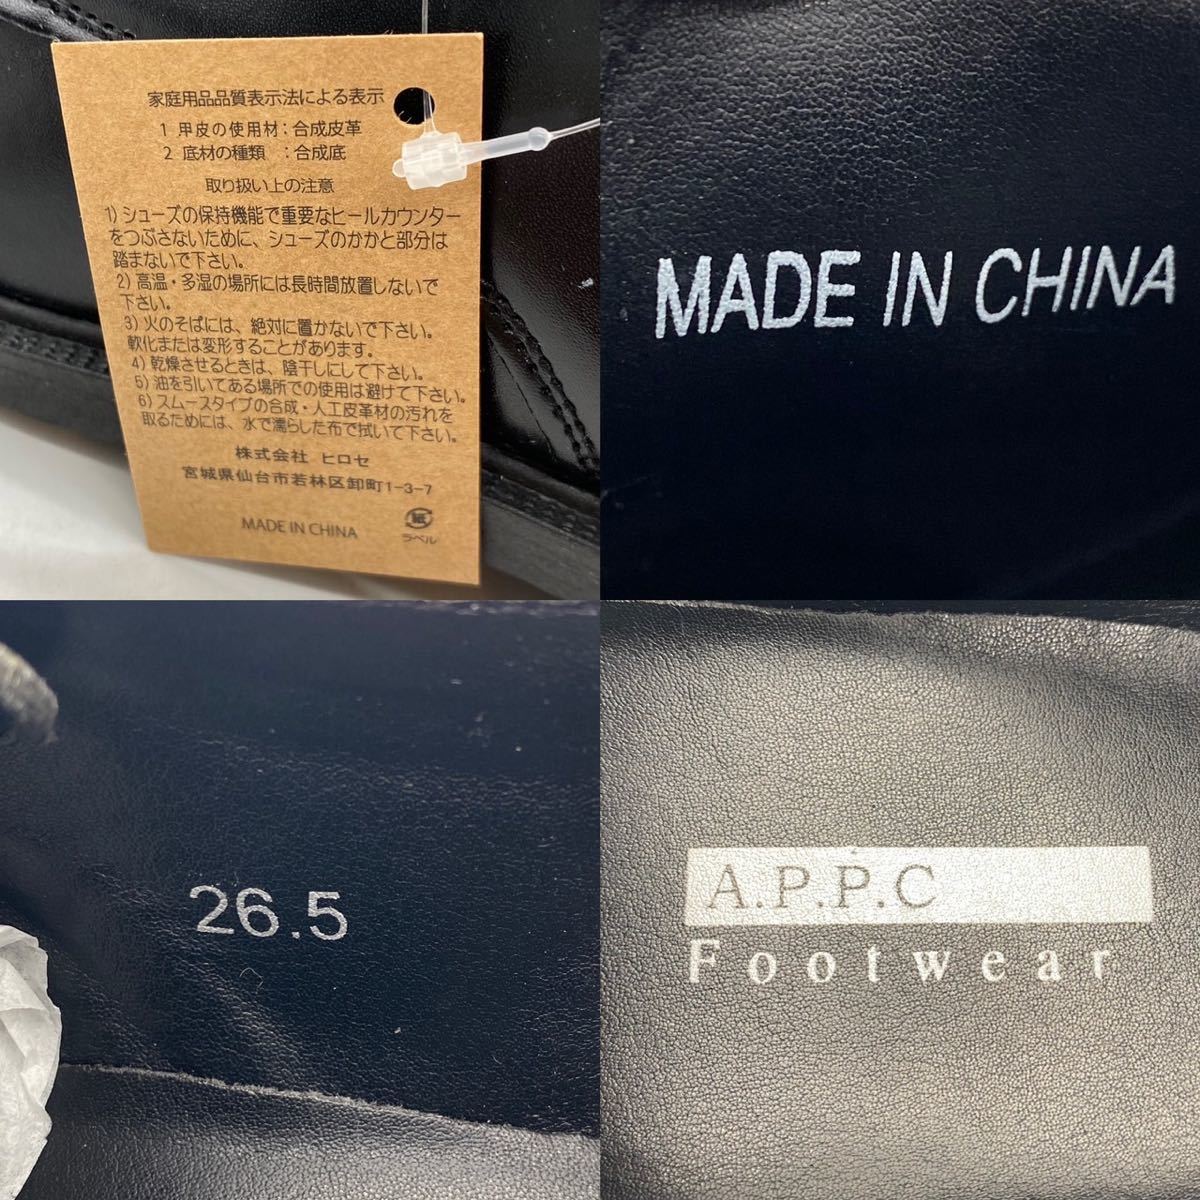 家庭用品品質表示法による表示
1 甲皮の使用材:合成皮革
2 底材の種類 :合成底
取り扱い上の注意
1) シューズの保持機能で重要なヒールカウンター
をつぶさないために、シューズのかかと部分は
踏まないで下さい。
2) 高温・多湿の場所には長時間放置しないで
下さい。
3) 火のそばには、絶対に置かないで下さい。
軟化または変形することがあります。
4) 乾燥させるときは、陰干しにして下さい。
5) 油を引いてある場所での使用は避けて下さい。
6) スムースタイプの合成・人工皮革材の汚れを
取るためには、水で濡らした布で拭いて下さい。
株式会社 ヒロセ
宮城県仙台市若林区卸町1-3-7
MADE IN CHINA
紙
ラベル
MADE IN CHINA
26.5
A.P.P.C
Footwear